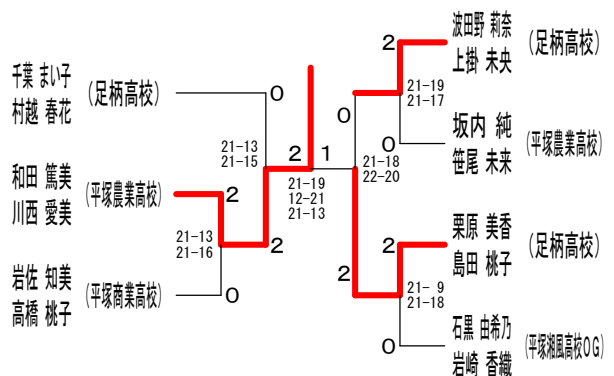 千葉 まい子
村越 春花
(足柄高校)
0
21-13
21-15
和田 篤美
川西 愛美
(平塚農業高校)
2
21-13
21-16
2
岩佐 知美
高橋 桃子
(平塚商業高校)
0
2 1
21-19
12-21
21-13
波田野 莉奈
上掛 未央
(足柄高校)
2
21-19
21-17
0
坂内 純
笹尾 未来
(平塚農業高校)
0
21-18
22-20
栗原 美香
島田 桃子
(足柄高校)
2
2
21- 9
21-18
石黒 由希乃
岩崎 香織
(平塚湘風高校OG)
0